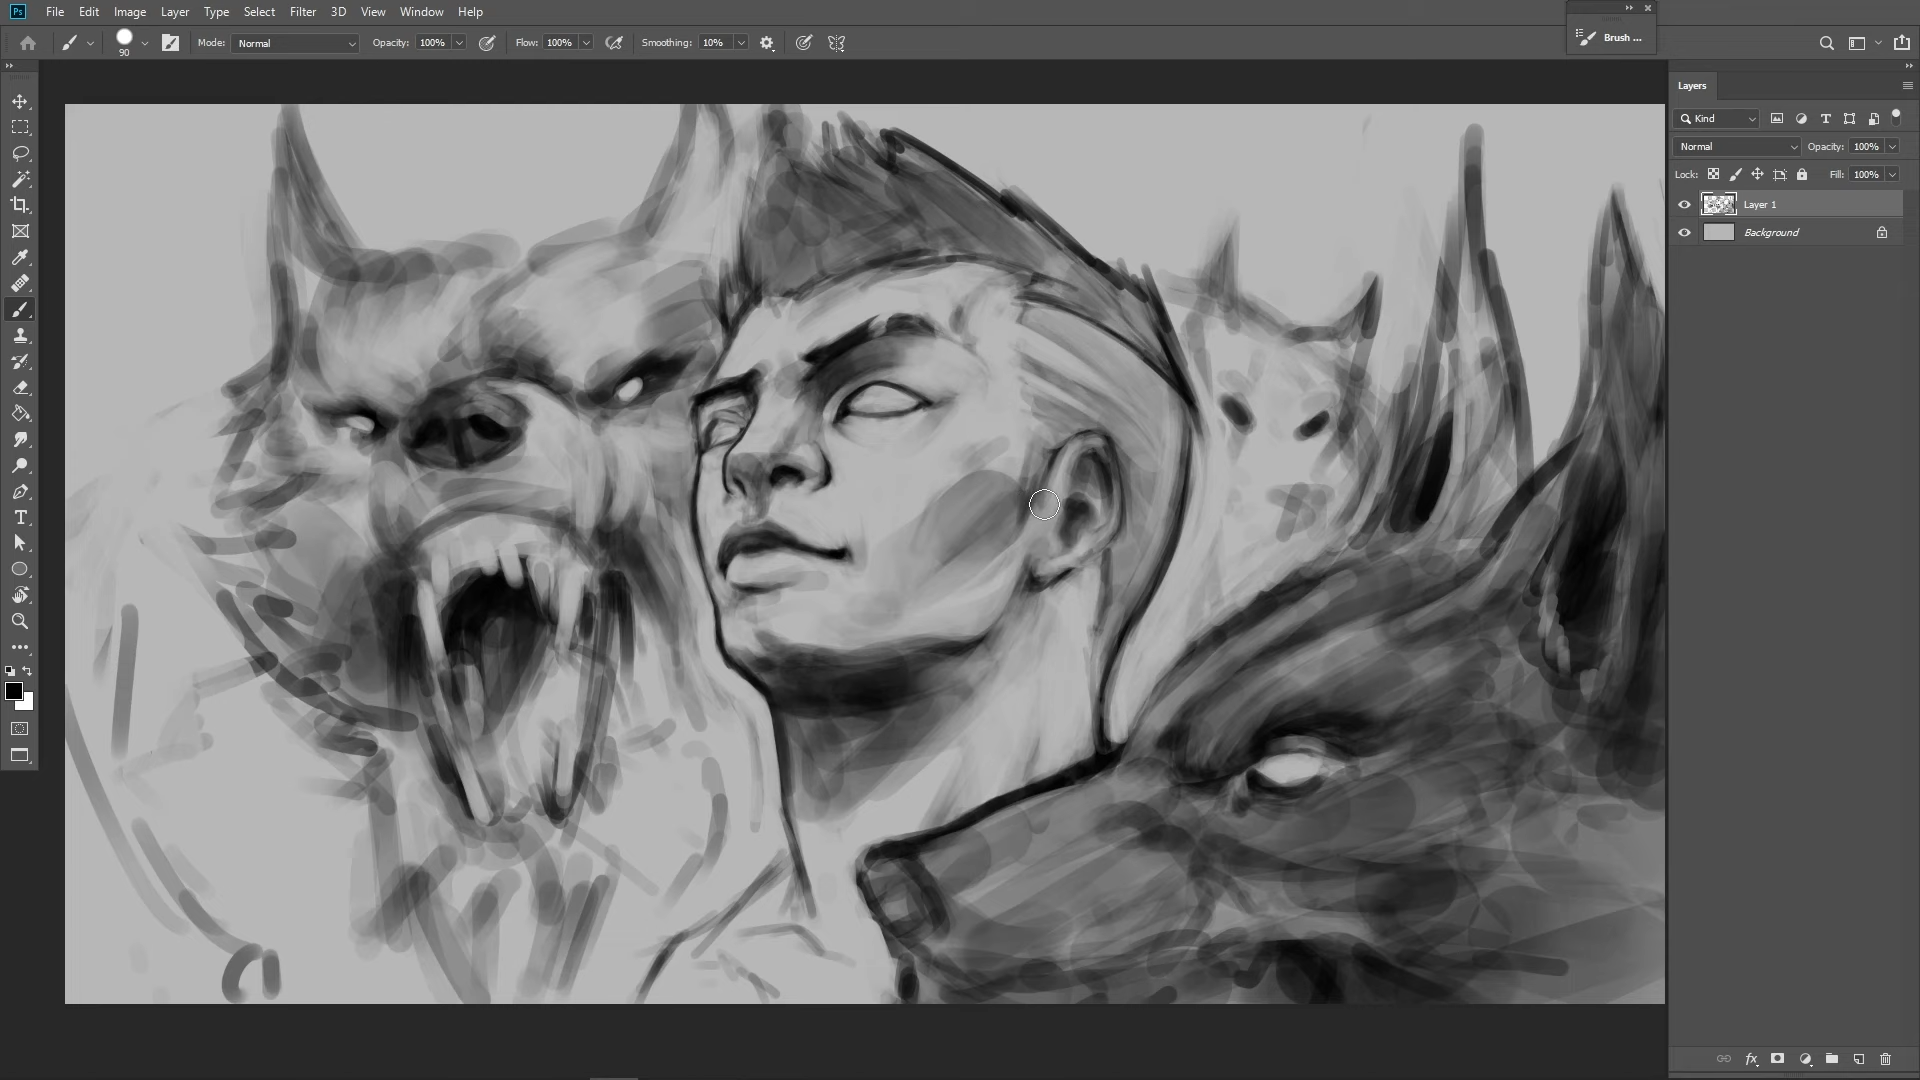 Ps File Edit Image Layer Type Select Filter 3D View Window Help
90 Mode: Normal Opacity: 100% Flow: 100% Smoothing: 10% Brush ...
Layers
Kind
Normal Opacity: 100%
Lock: Fill: 100%
Layer 1
Background